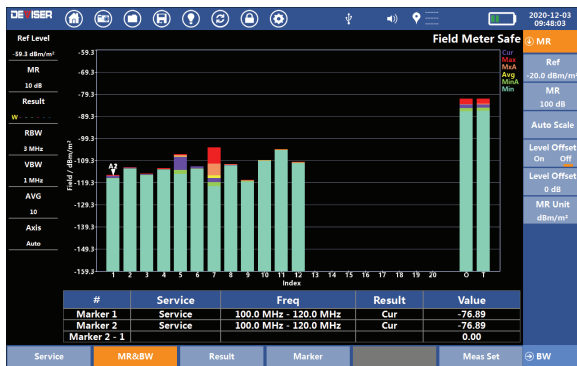 DEVISER
2020-12-03
09:48:03
Ref Level
-59.3 dBm/m²
MR
10 dB
Result
W - - - - - -
RBW
3 MHz
VBW
1 MHz
AVG
10
Axis
Auto
Field Meter Safe
Cur
Max
MxA
Avg
MinA
Min
Field / dBm/m²
-59.3
-69.3
-79.3
-89.3
-99.3
-109.3
-119.3
-129.3
-139.3
-149.3
-159.3
1 2 3 4 5 6 7 8 9 10 11 12 13 14 15 16 17 18 19 20 O T
Index
# Service Freq Result Value
Marker 1 Service 100.0 MHz - 120.0 MHz Cur -76.89
Marker 2 Service 100.0 MHz - 120.0 MHz Cur -76.89
Marker 2 - 1 0.00
MR
Ref
-20.0 dBm/m²
MR
100 dB
Auto Scale
Level Offset
On Off
Level Offset
0 dB
MR Unit
dBm/m²
Service MR&BW Result Marker Meas Set BW